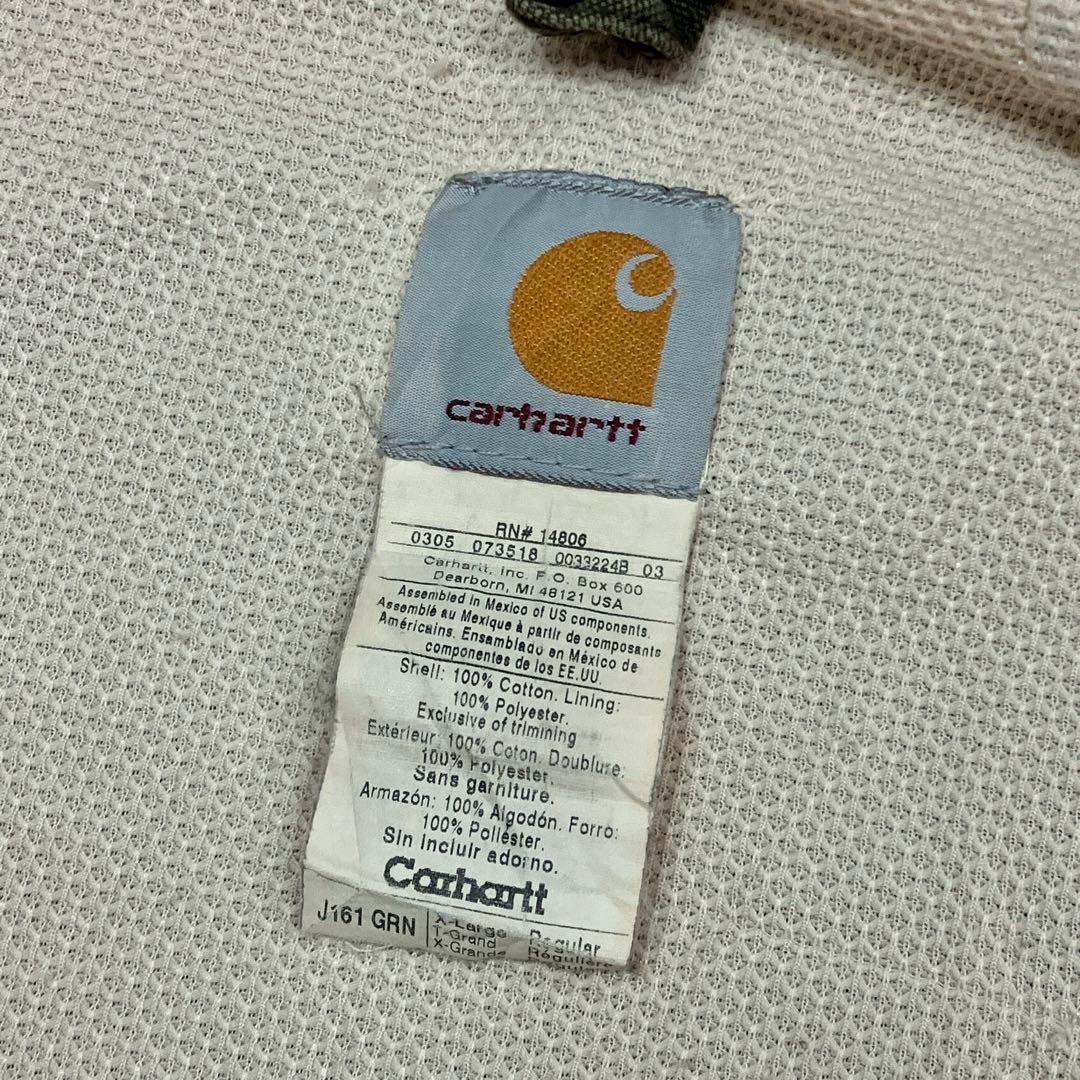 carhartt
RN# 14806
0305 073518 0033224B 03
Carhartt, Inc. P.O. Box 600
Dearborn, MI 48121 USA
Assembled in Mexico of US components.
Assemblé au Mexique à partir de composants
Américains. Ensamblado en México de
componentes de los EE.UU.
Shell: 100% Cotton. Lining:
100% Polyester.
Exclusive of trimining
Extérieur: 100% Coton. Doublure:
100% Polyester.
Sans garniture.
Armazón: 100% Algodón. Forro:
100% Poliester.
Sin incluir adorno.
Carhartt
J161 GRN
X-Large Regular
T-Grand Régulier
X-Grande